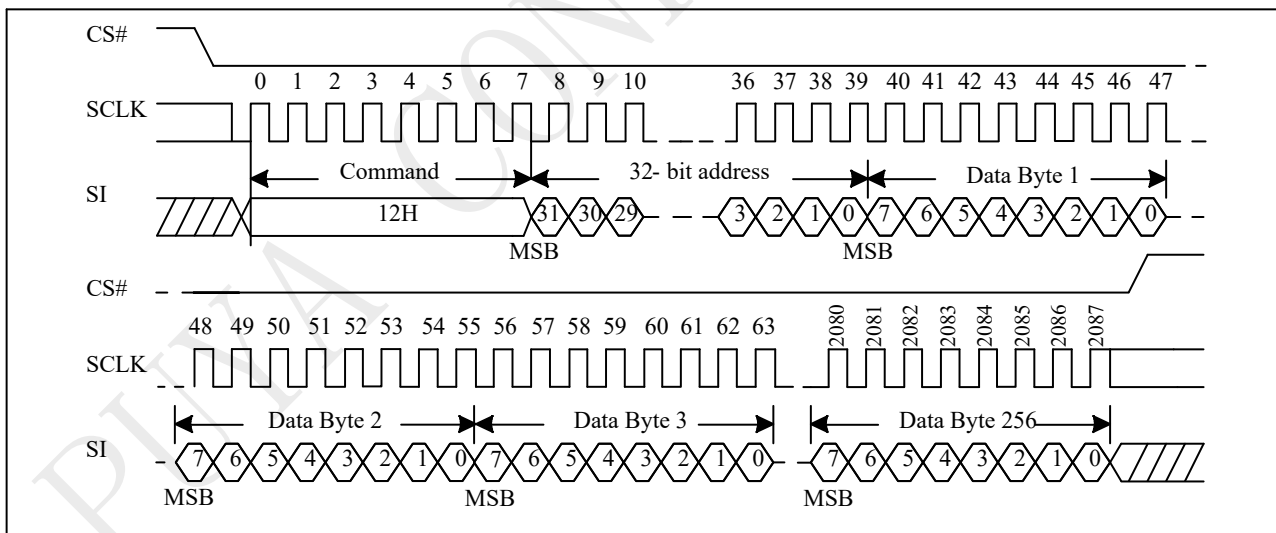 CS#
0 1 2 3 4 5 6 7 8 9 10 36 37 38 39 40 41 42 43 44 45 46 47
SCLK
Command 32- bit address Data Byte 1
SI
12H 31 30 29 3 2 1 0 7 6 5 4 3 2 1 0
MSB MSB
CS#
48 49 50 51 52 53 54 55 56 57 58 59 60 61 62 63 2080 2081 2082 2083 2084 2085 2086 2087
SCLK
Data Byte 2 Data Byte 3 Data Byte 256
SI
7 6 5 4 3 2 1 0 7 6 5 4 3 2 1 0 7 6 5 4 3 2 1 0
MSB MSB MSB
PUYA CON